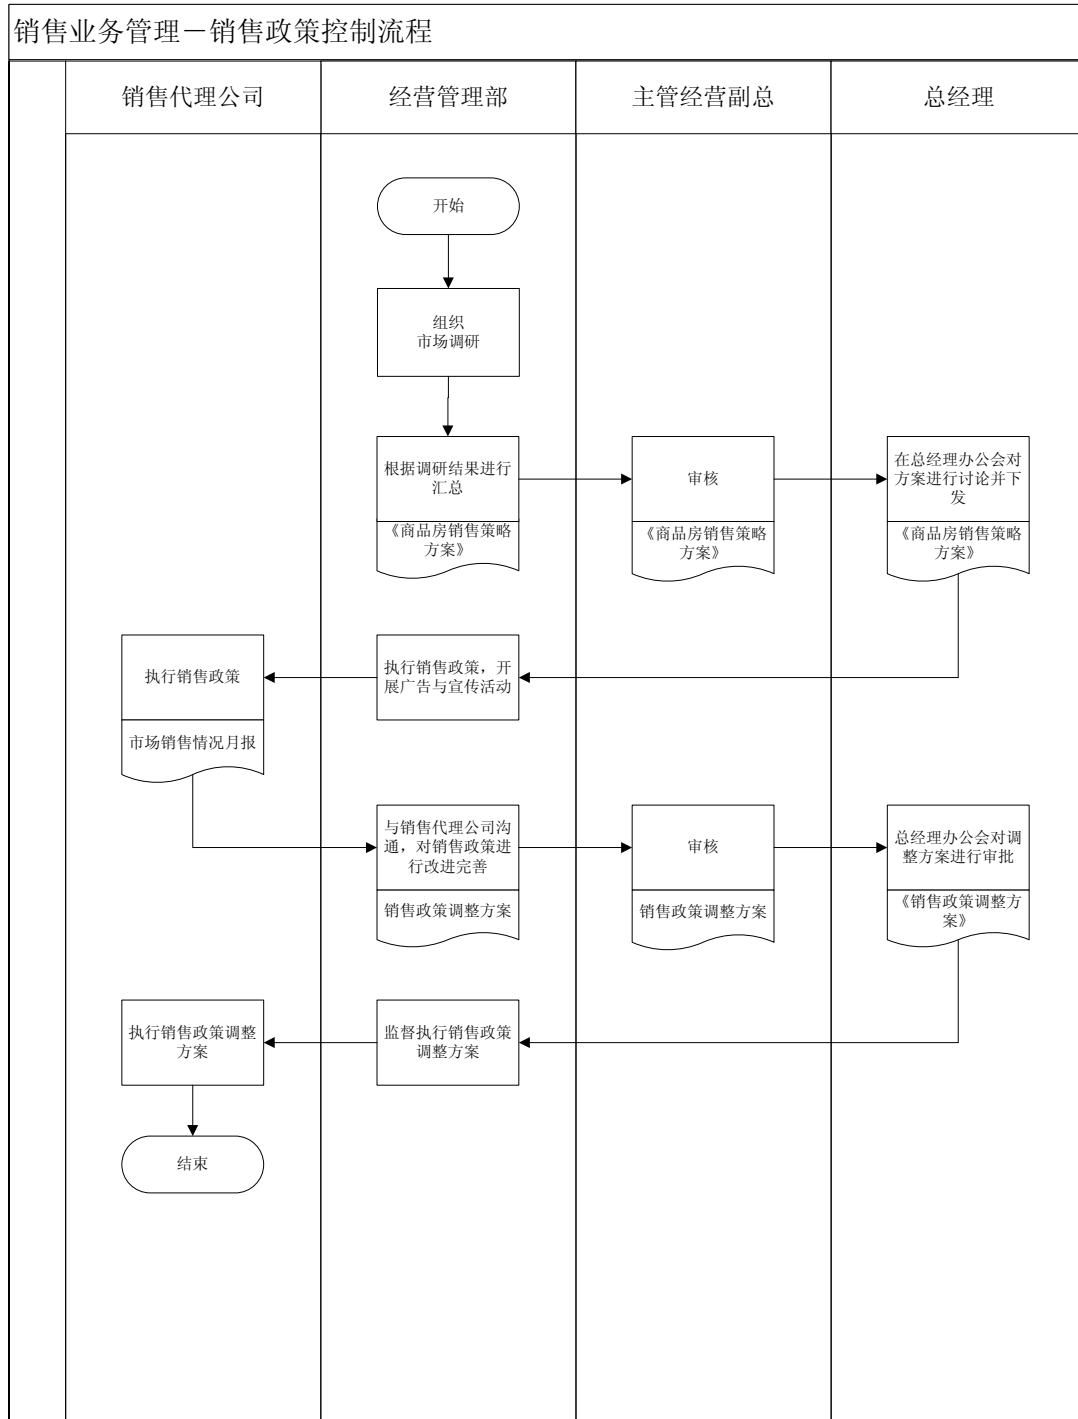 销售业务管理－销售政策控制流程
销售代理公司
经营管理部
主管经营副总
总经理
开始
组织
市场调研
根据调研结果进行
汇总
《商品房销售策略
方案》
审核
《商品房销售策略
方案》
在总经理办公会对
方案进行讨论并下
发
《商品房销售策略
方案》
执行销售政策
市场销售情况月报
执行销售政策，开
展广告与宣传活动
与销售代理公司沟
通，对销售政策进
行改进完善
销售政策调整方案
审核
销售政策调整方案
总经理办公会对调
整方案进行审批
《销售政策调整方
案》
执行销售政策调整
方案
监督执行销售政策
调整方案
结束